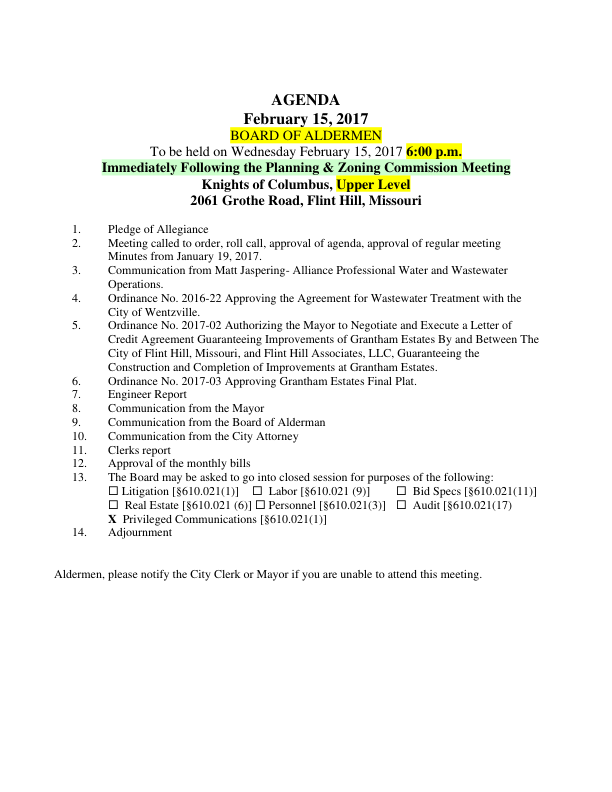 AGENDA
February 15, 2017
BOARD OF ALDERMEN
To be held on Wednesday February 15, 2017 6:00 p.m.
Immediately Following the Planning & Zoning Commission Meeting
Knights of Columbus, Upper Level
2061 Grothe Road, Flint Hill, Missouri
1. Pledge of Allegiance
2. Meeting called to order, roll call, approval of agenda, approval of regular meeting
Minutes from January 19, 2017.
3. Communication from Matt Jaspering- Alliance Professional Water and Wastewater
Operations.
4. Ordinance No. 2016-22 Approving the Agreement for Wastewater Treatment with the
City of Wentzville.
5. Ordinance No. 2017-02 Authorizing the Mayor to Negotiate and Execute a Letter of
Credit Agreement Guaranteeing Improvements of Grantham Estates By and Between The
City of Flint Hill, Missouri, and Flint Hill Associates, LLC, Guaranteeing the
Construction and Completion of Improvements at Grantham Estates.
6. Ordinance No. 2017-03 Approving Grantham Estates Final Plat.
7. Engineer Report
8. Communication from the Mayor
9. Communication from the Board of Alderman
10. Communication from the City Attorney
11. Clerks report
12. Approval of the monthly bills
13. The Board may be asked to go into closed session for purposes of the following:
☐ Litigation [§610.021(1)] ☐ Labor [§610.021 (9)] ☐ Bid Specs [§610.021(11)]
☐ Real Estate [§610.021 (6)] ☐ Personnel [§610.021(3)] ☐ Audit [§610.021(17)
X Privileged Communications [§610.021(1)]
14. Adjournment
Aldermen, please notify the City Clerk or Mayor if you are unable to attend this meeting.